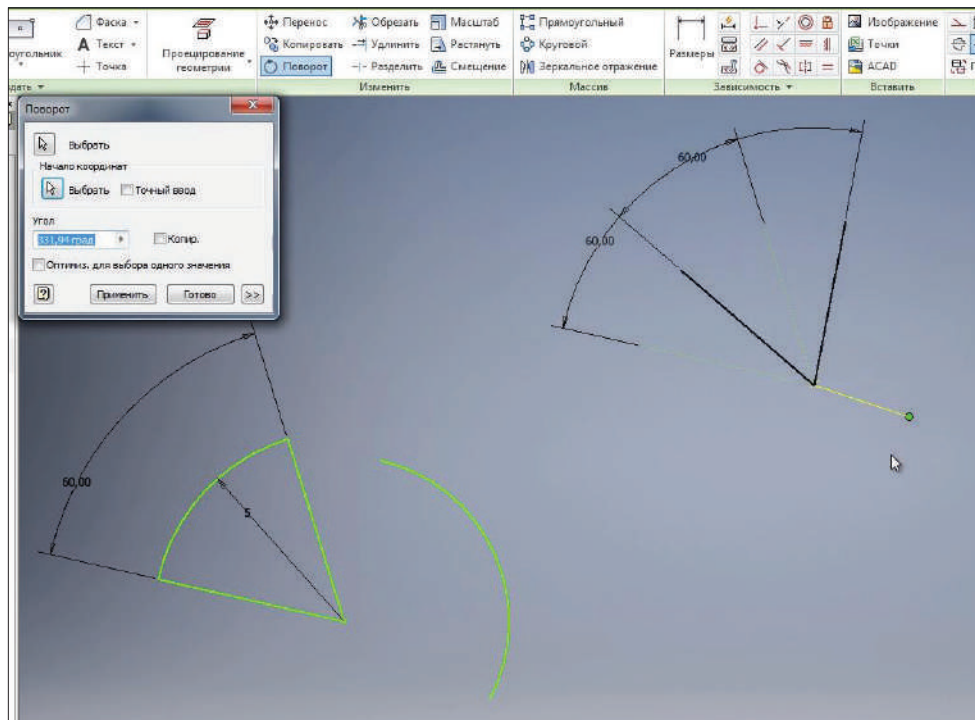 Фаска
Перенос
Обрезать
Масштаб
Прямоугольный
Изображение
оугольник
Текст
Проецирование
геометрии
Копировать
Удлинить
Растянуть
Круговой
Размеры
Точки
Точка
Поворот
Разделить
Смещение
Зеркальное отражение
ACAD
дать
Изменить
Массив
Зависимость
Вставить
Поворот
Выбрать
Начало координат
Выбрать
Точный ввод
Угол
331,94 град
Копир.
Оптимиз. для выбора одного значения
Применить
Готово
>>
60,00
60,00
60,00
5